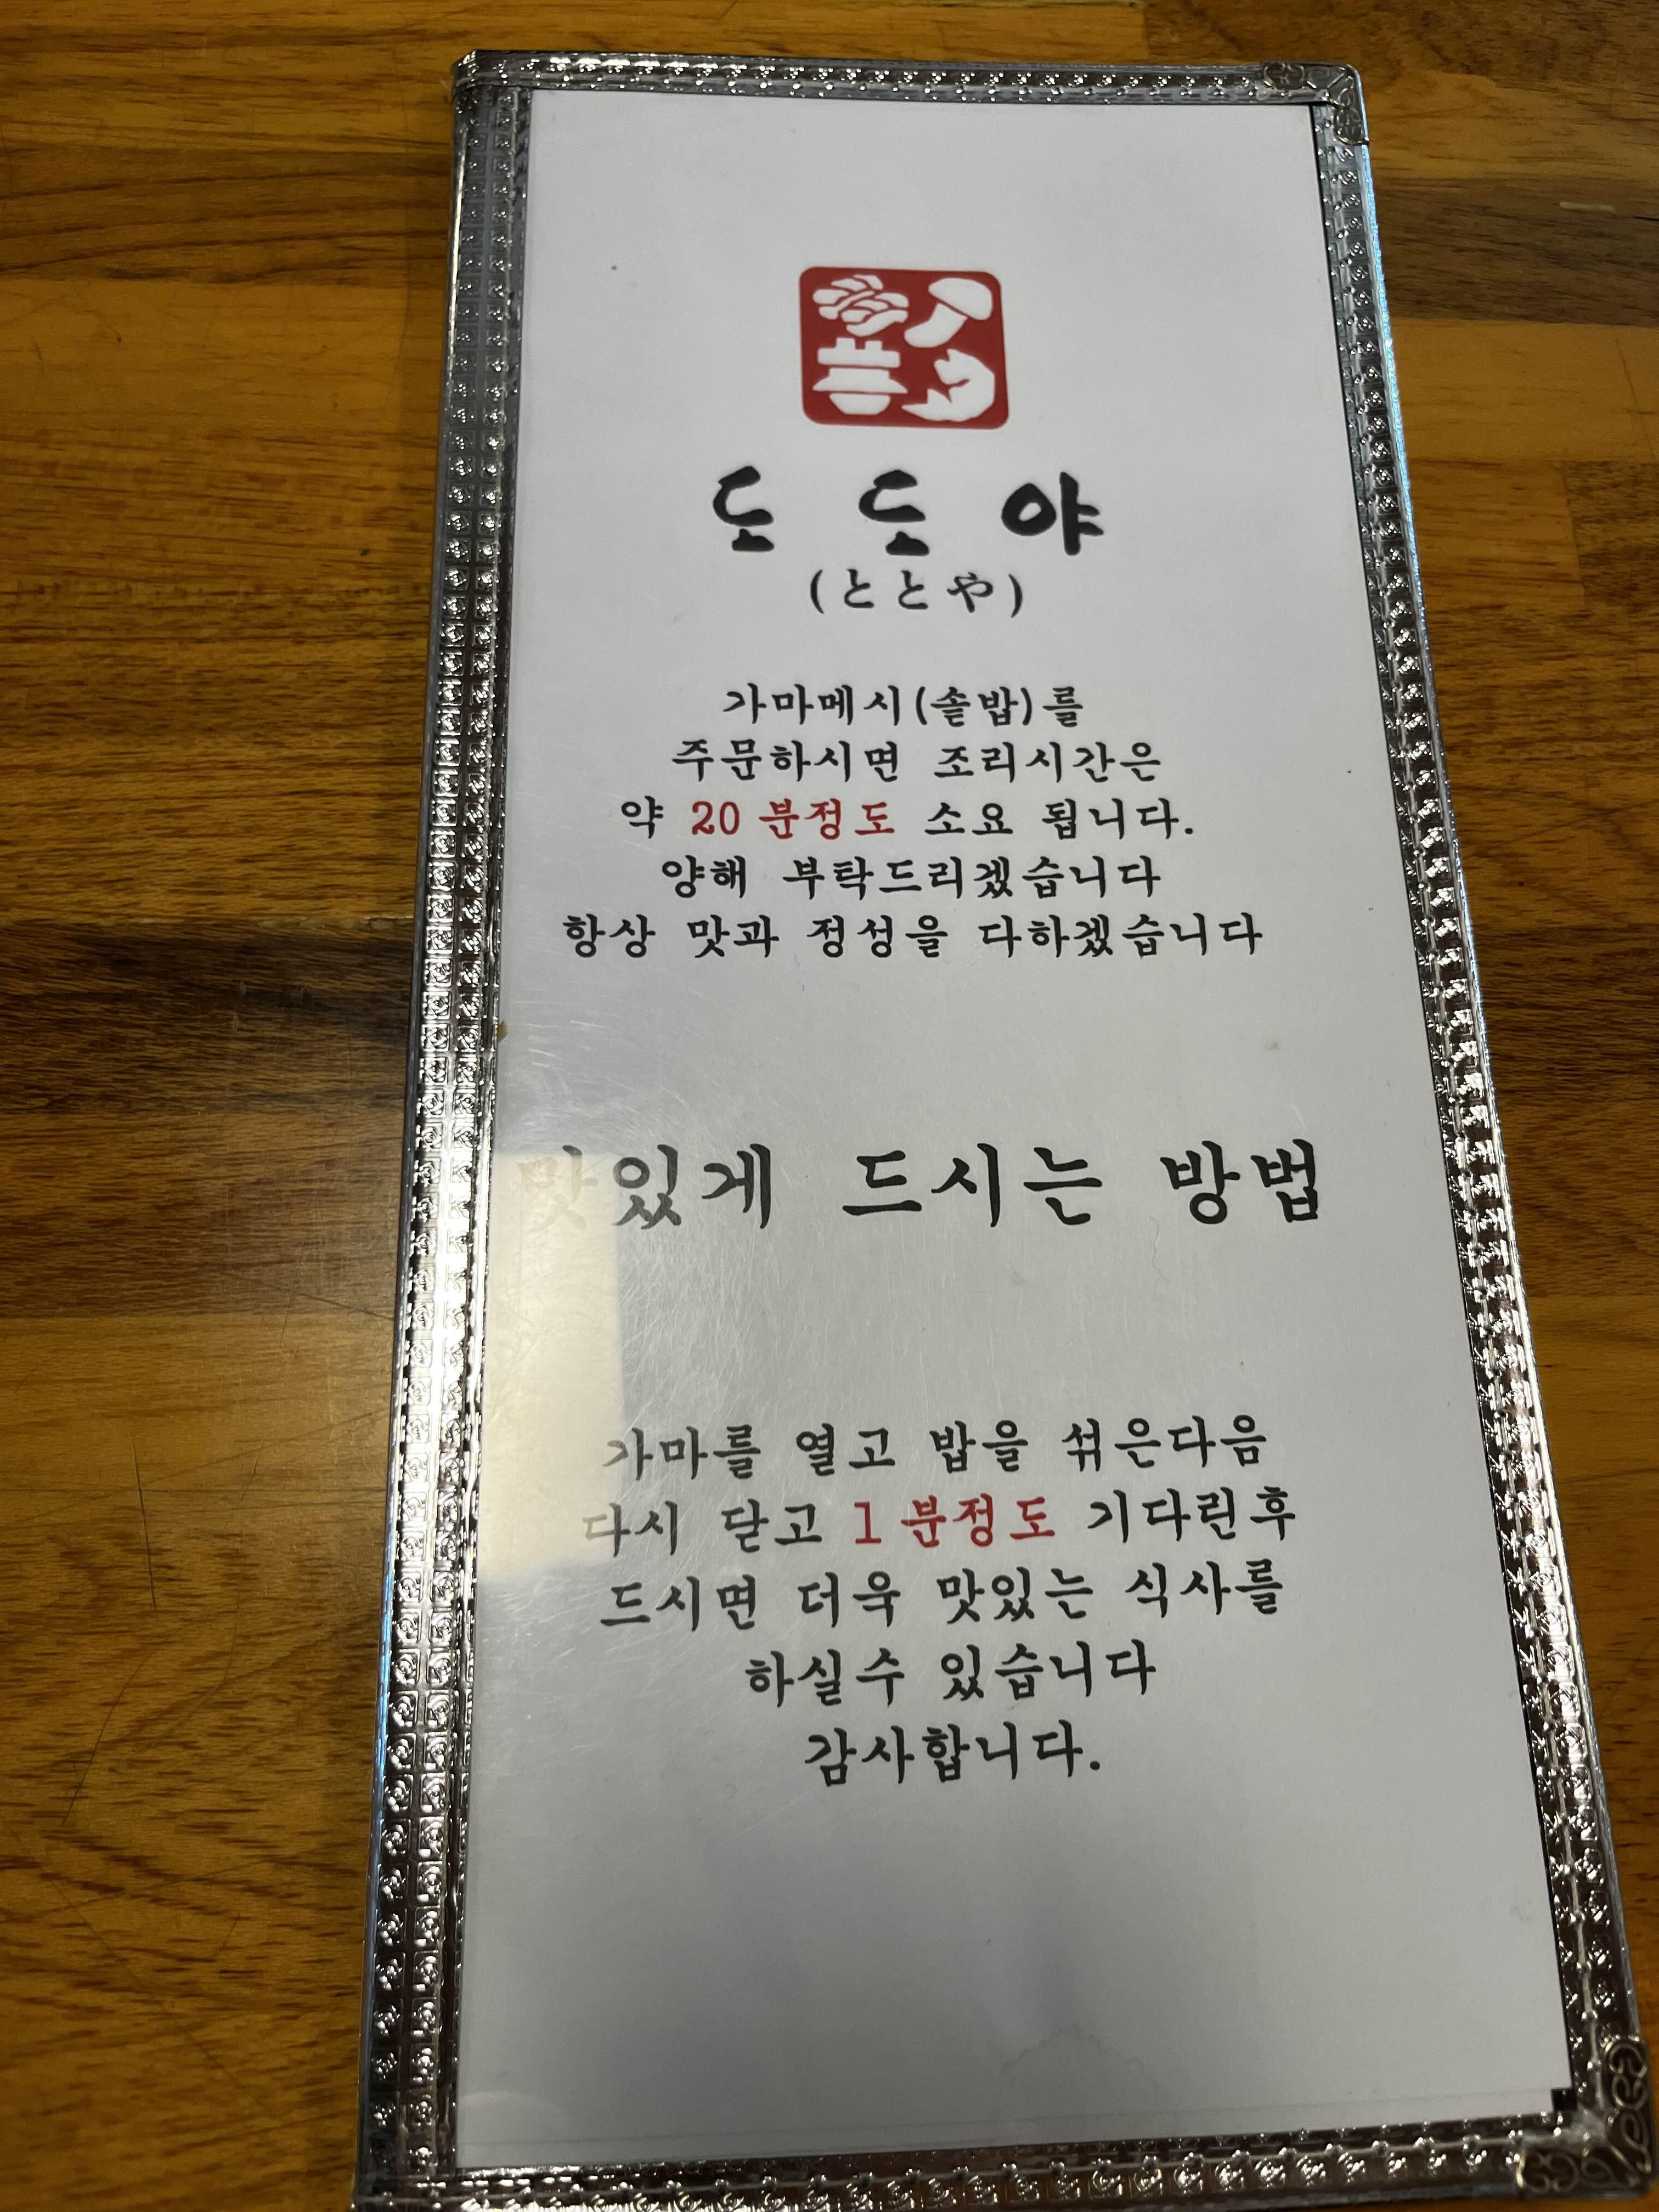 도 도 야
(ととや)
가마메시(솥밥)를
주문하시면 조리시간은
약 20분정도 소요 됩니다.
양해 부탁드리겠습니다
항상 맛과 정성을 다하겠습니다
맛있게 드시는 방법
가마를 열고 밥을 섞은다음
다시 닫고 1분정도 기다린후
드시면 더욱 맛있는 식사를
하실수 있습니다
감사합니다.